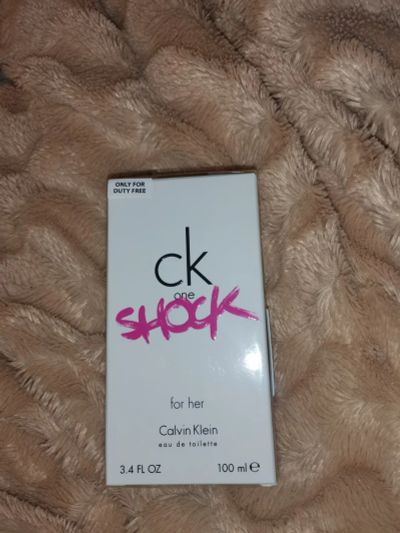 ONLY FOR
DUTY FREE
ck
one
SHOCK
for her
Calvin Klein
eau de toilette
3.4 FL OZ 100 ml ℮